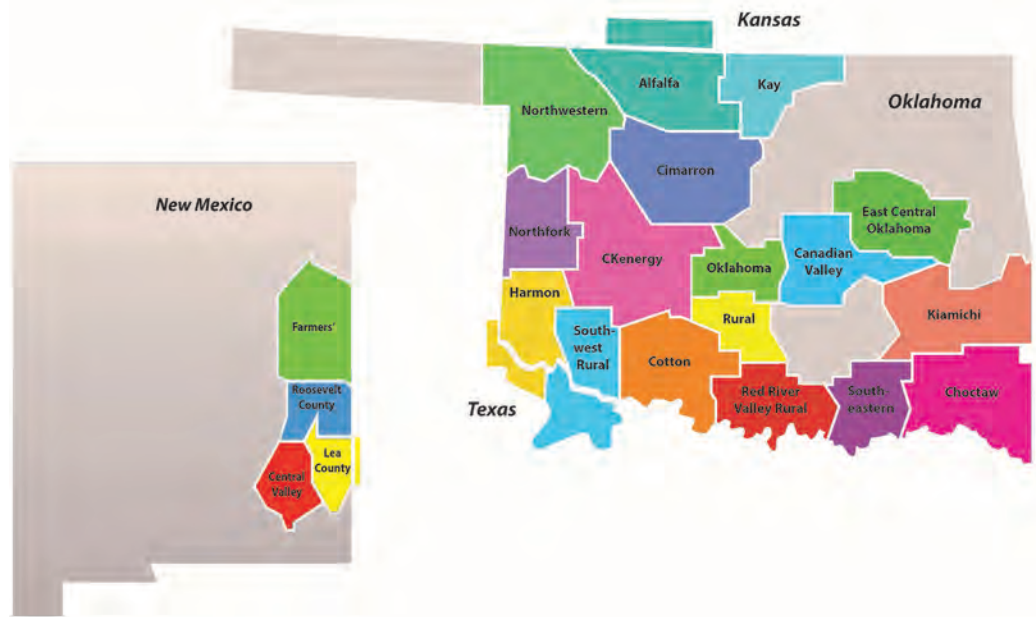 Kansas
Alfalfa
Kay
Oklahoma
Northwestern
Cimarron
New Mexico
East Central
Oklahoma
Northfork
CKenergy
Oklahoma
Canadian
Valley
Harmon
Farmers'
Rural
Kiamichi
South-
west
Rural
Cotton
Roosevelt
County
Texas
Red River
Valley Rural
South-
eastern
Choctaw
Lea
County
Central
Valley